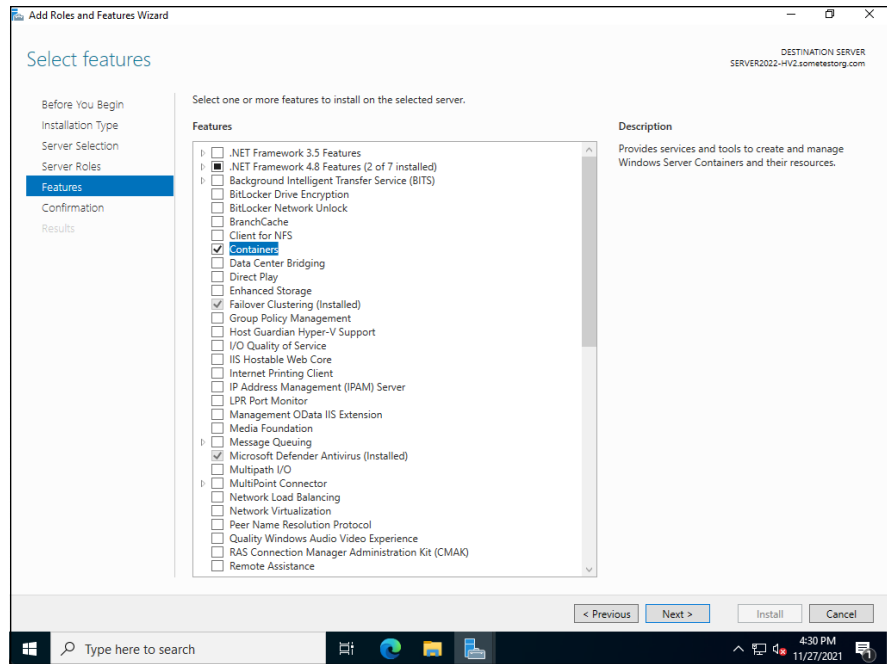 Add Roles and Features Wizard
Select features
DESTINATION SERVER
SERVER2022-HV2.sometestorg.com
Before You Begin
Installation Type
Server Selection
Server Roles
Features
Confirmation
Results
Select one or more features to install on the selected server.
Features
.NET Framework 3.5 Features
.NET Framework 4.8 Features (2 of 7 installed)
Background Intelligent Transfer Service (BITS)
BitLocker Drive Encryption
BitLocker Network Unlock
BranchCache
Client for NFS
Containers
Data Center Bridging
Direct Play
Enhanced Storage
Failover Clustering (Installed)
Group Policy Management
Host Guardian Hyper-V Support
I/O Quality of Service
IIS Hostable Web Core
Internet Printing Client
IP Address Management (IPAM) Server
LPR Port Monitor
Management OData IIS Extension
Media Foundation
Message Queuing
Microsoft Defender Antivirus (Installed)
Multipath I/O
MultiPoint Connector
Network Load Balancing
Network Virtualization
Peer Name Resolution Protocol
Quality Windows Audio Video Experience
RAS Connection Manager Administration Kit (CMAK)
Remote Assistance
Description
Provides services and tools to create and manage
Windows Server Containers and their resources.
< Previous
Next >
Install
Cancel
Type here to search
4:30 PM
11/27/2021
1